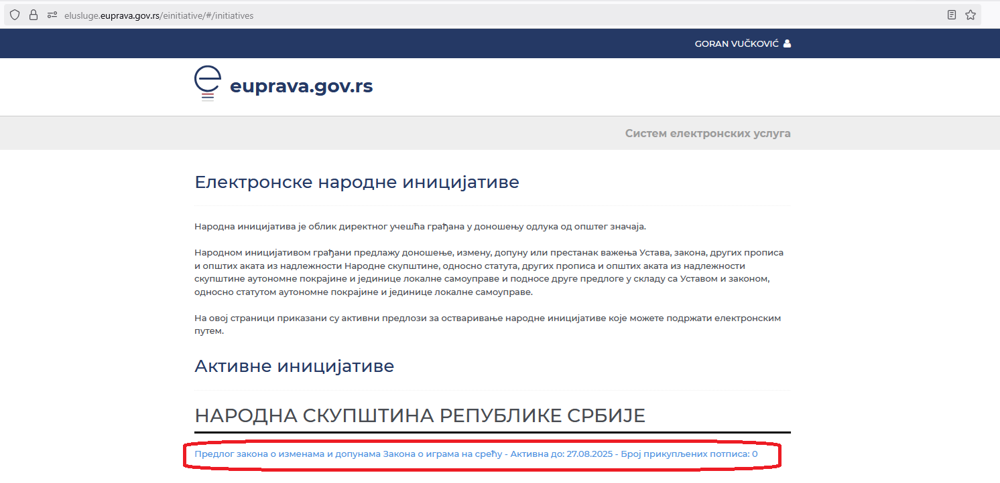 elusluge.euprava.gov.rs/einitiative/#/initiatives
GORAN VUČKOVIĆ
euprava.gov.rs
Систем електронских услуга
Електронске народне иницијативе
Народна иницијатива је облик директног учешћа грађана у доношењу одлука од општег значаја.
Народном иницијативом грађани предлажу доношење, измену, допуну или престанак важења Устава, закона, других прописа
и општих аката из надлежности Народне скупштине, односно статута, других прописа и општих аката из надлежности
скупштине аутономне покрајине и јединице локалне самоуправе и подносе друге предлоге у складу са Уставом и законом,
односно статутом аутономне покрајине и јединице локалне самоуправе.
На овој страници приказани су активни предлози за остваривање народне иницијативе које можете подржати електронским
путем.
Активне иницијативе
НАРОДНА СКУПШТИНА РЕПУБЛИКЕ СРБИЈЕ
Предлог закона о изменама и допунама Закона о играма на срећу - Активна до: 27.08.2025 - Број прикупљених потписа: 0